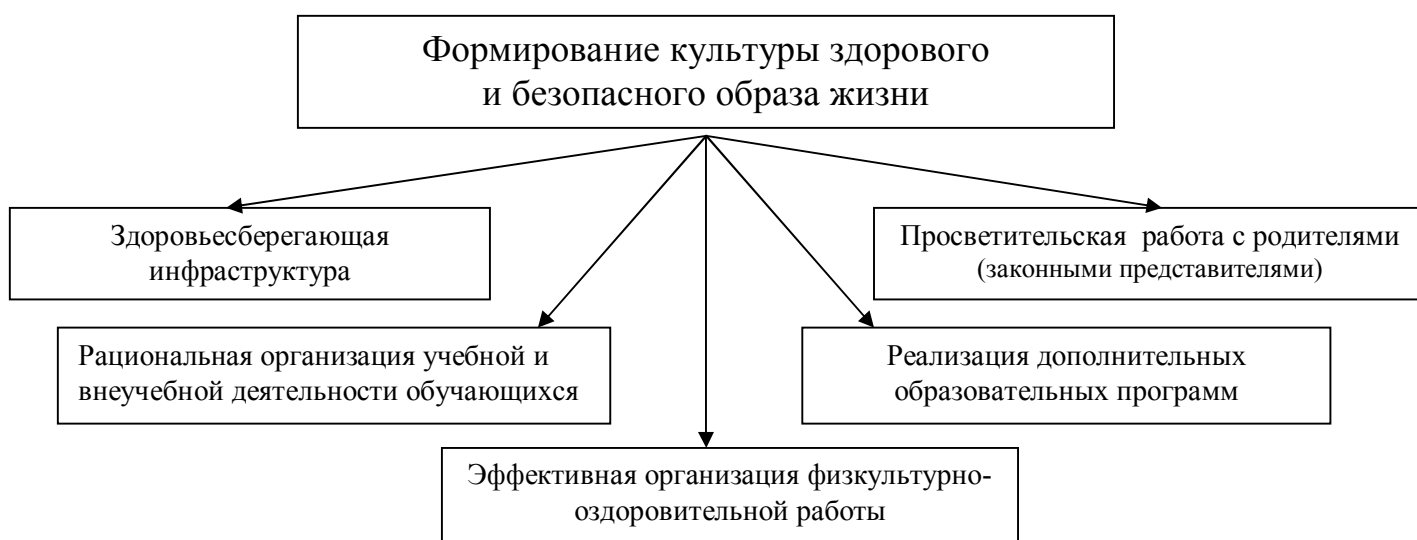 Формирование культуры здорового
и безопасного образа жизни
Здоровьесберегающая
инфраструктура
Просветительская работа с родителями
(законными представителями)
Рациональная организация учебной и
внеучебной деятельности обучающихся
Реализация дополнительных
образовательных программ
Эффективная организация физкультурно-
оздоровительной работы